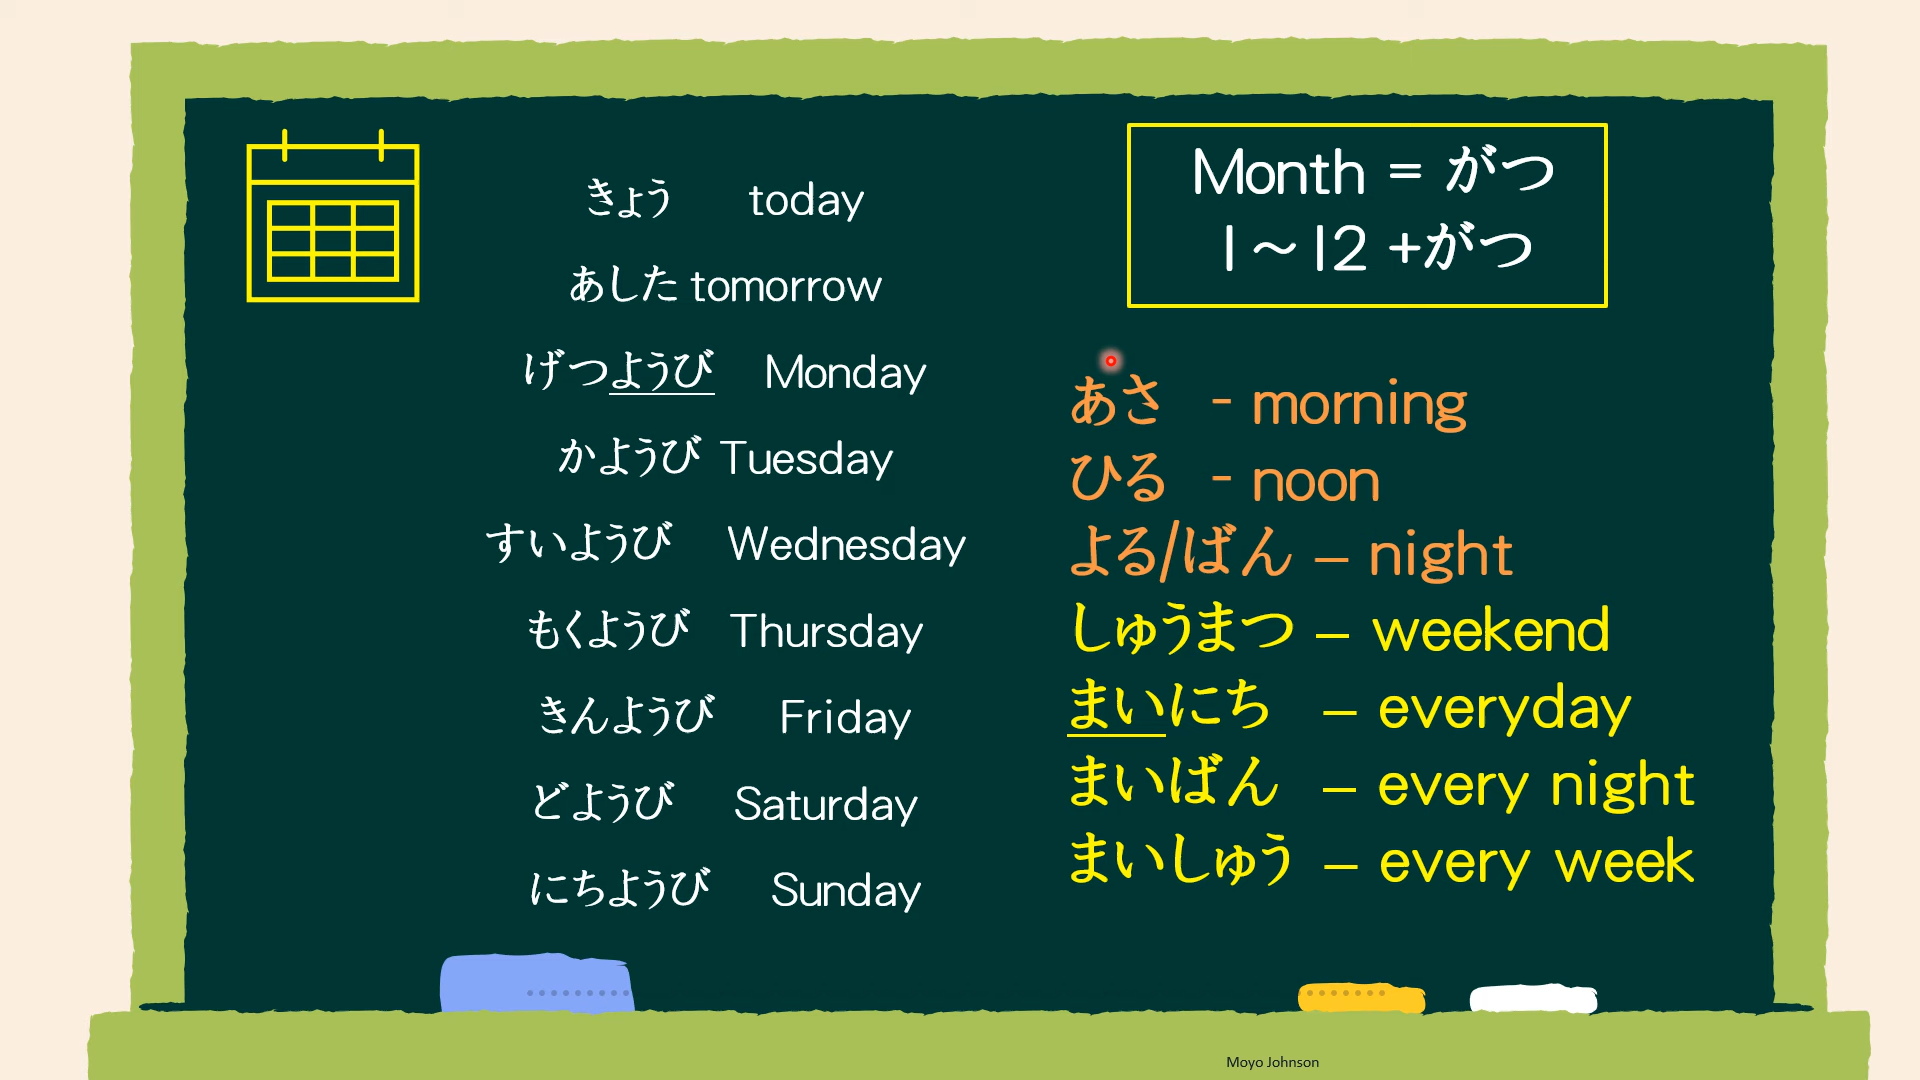 きょう today
あした tomorrow
げつようび Monday
かようび Tuesday
すいようび Wednesday
もくようび Thursday
きんようび Friday
どようび Saturday
にちようび Sunday
Month = がつ
1～12 +がつ
あさ - morning
ひる - noon
よる/ばん – night
しゅうまつ – weekend
まいにち – everyday
まいばん – every night
まいしゅう – every week
Moyo Johnson